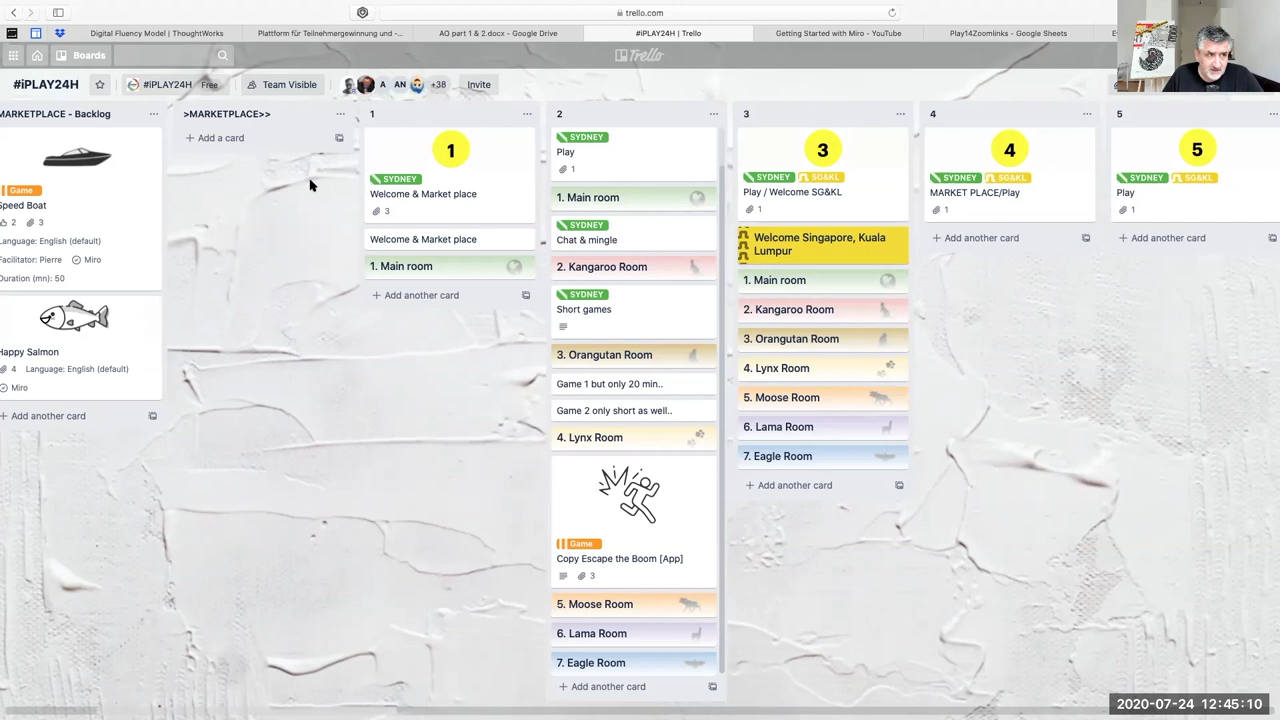 trello.com
Digital Fluency Model | ThoughtWorks
Plattform für Teilnehmergewinnung und -...
AO part 1 & 2.docx - Google Drive
#iPLAY24H | Trello
Getting Started with Miro - YouTube
Play14Zoomlinks - Google Sheets
Boards
Trello
#iPLAY24H
#iPLAY24H Free
Team Visible
A
AN
+38
Invite
MARKETPLACE - Backlog
Game
Speed Boat
2 3
Language: English (default)
Facilitator: Pierre
Miro
Duration (mn): 50
Happy Salmon
4 Language: English (default)
Miro
+ Add another card
>MARKETPLACE>>
+ Add a card
1
1
SYDNEY
Welcome & Market place
3
Welcome & Market place
1. Main room
+ Add another card
2
SYDNEY
Play
1
1. Main room
SYDNEY
Chat & mingle
2. Kangaroo Room
SYDNEY
Short games
3. Orangutan Room
Game 1 but only 20 min..
Game 2 only short as well..
4. Lynx Room
Game
Copy Escape the Boom [App]
3
5. Moose Room
6. Lama Room
7. Eagle Room
+ Add another card
3
3
SYDNEY SG&KL
Play / Welcome SG&KL
1
Welcome Singapore, Kuala
Lumpur
1. Main room
2. Kangaroo Room
3. Orangutan Room
4. Lynx Room
5. Moose Room
6. Lama Room
7. Eagle Room
+ Add another card
4
4
SYDNEY SG&KL
MARKET PLACE/Play
1
+ Add another card
5
5
SYDNEY SG&KL
Play
1
+ Add another card
2020-07-24 12:45:10